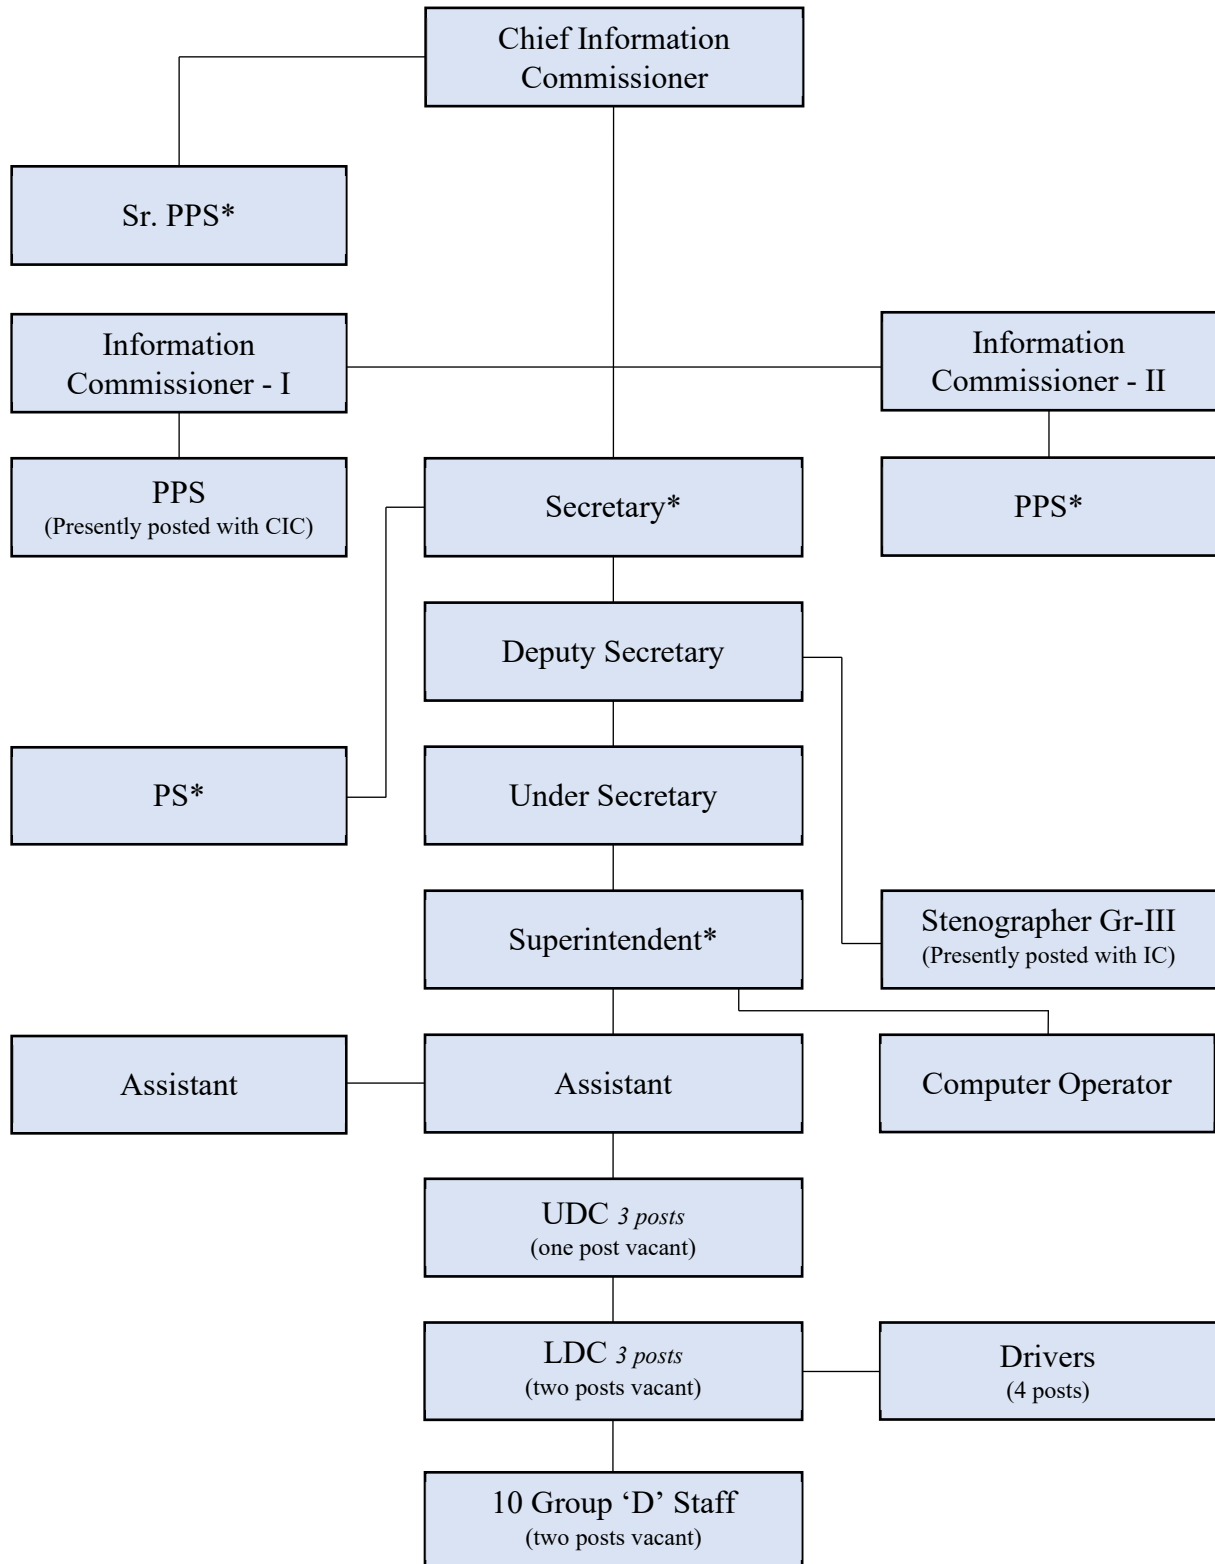 Chief Information
Commissioner
Sr. PPS*
Information
Commissioner - I
Information
Commissioner - II
PPS
(Presently posted with CIC)
Secretary*
PPS*
Deputy Secretary
PS*
Under Secretary
Superintendent*
Stenographer Gr-III
(Presently posted with IC)
Assistant
Assistant
Computer Operator
UDC 3 posts
(one post vacant)
LDC 3 posts
(two posts vacant)
Drivers
(4 posts)
10 Group ‘D’ Staff
(two posts vacant)